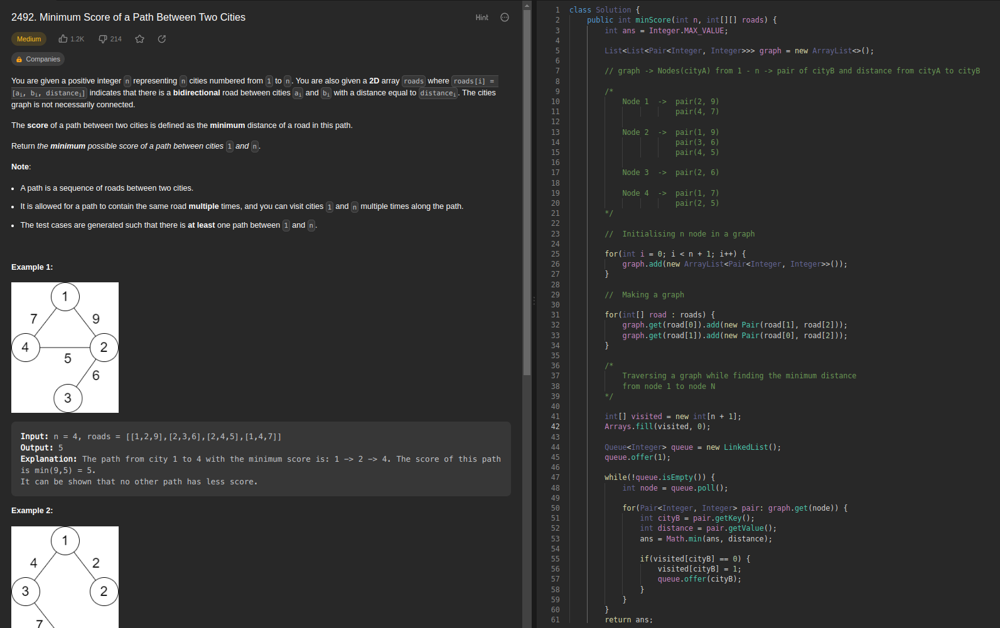 2492. Minimum Score of a Path Between Two Cities
Hint
Medium
1.2K
214
Companies
You are given a positive integer n representing n cities numbered from 1 to n. You are also given a 2D array roads where roads[i] =
[ai, bi, distancei] indicates that there is a bidirectional road between cities ai and bi with a distance equal to distancei. The cities
graph is not necessarily connected.
The score of a path between two cities is defined as the minimum distance of a road in this path.
Return the minimum possible score of a path between cities 1 and n.
Note:
• A path is a sequence of roads between two cities.
• It is allowed for a path to contain the same road multiple times, and you can visit cities 1 and n multiple times along the path.
• The test cases are generated such that there is at least one path between 1 and n.
Example 1:
1
7
9
4
2
5
6
3
Input: n = 4, roads = [[1,2,9],[2,3,6],[2,4,5],[1,4,7]]
Output: 5
Explanation: The path from city 1 to 4 with the minimum score is: 1 -> 2 -> 4. The score of this path
is min(9,5) = 5.
It can be shown that no other path has less score.
Example 2:
1
4
2
3
2
7
1 class Solution {
2 public int minScore(int n, int[][] roads) {
3 int ans = Integer.MAX_VALUE;
4
5 List<List<Pair<Integer, Integer>>> graph = new ArrayList<>();
6
7 // graph -> Nodes(cityA) from 1 - n -> pair of cityB and distance from cityA to cityB
8
9 /*
10 Node 1 -> pair(2, 9)
11 pair(4, 7)
12
13 Node 2 -> pair(1, 9)
14 pair(3, 6)
15 pair(4, 5)
16
17 Node 3 -> pair(2, 6)
18
19 Node 4 -> pair(1, 7)
20 pair(2, 5)
21 */
22
23 // Initialising n node in a graph
24
25 for(int i = 0; i < n + 1; i++) {
26 graph.add(new ArrayList<Pair<Integer, Integer>>());
27 }
28
29 // Making a graph
30
31 for(int[] road : roads) {
32 graph.get(road[0]).add(new Pair(road[1], road[2]));
33 graph.get(road[1]).add(new Pair(road[0], road[2]));
34 }
35
36 /*
37 Traversing a graph while finding the minimum distance
38 from node 1 to node N
39 */
40
41 int[] visited = new int[n + 1];
42 Arrays.fill(visited, 0);
43
44 Queue<Integer> queue = new LinkedList();
45 queue.offer(1);
46
47 while(!queue.isEmpty()) {
48 int node = queue.poll();
49
50 for(Pair<Integer, Integer> pair: graph.get(node)) {
51 int cityB = pair.getKey();
52 int distance = pair.getValue();
53 ans = Math.min(ans, distance);
54
55 if(visited[cityB] == 0) {
56 visited[cityB] = 1;
57 queue.offer(cityB);
58 }
59 }
60 }
61 return ans;